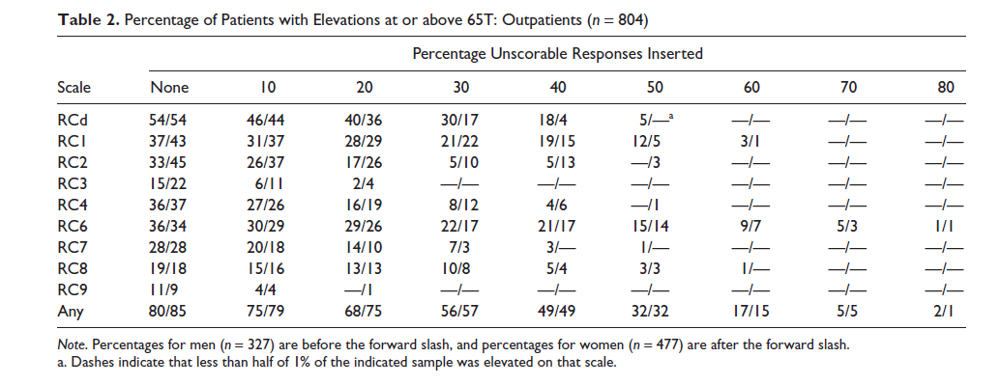 Table 2. Percentage of Patients with Elevations at or above 65T: Outpatients (n = 804)
Percentage Unscorable Responses Inserted
Scale None 10 20 30 40 50 60 70 80
RCd 54/54 46/44 40/36 30/17 18/4 5/—a —/— —/— —/—
RC1 37/43 31/37 28/29 21/22 19/15 12/5 3/1 —/— —/—
RC2 33/45 26/37 17/26 5/10 5/13 —/3 —/— —/— —/—
RC3 15/22 6/11 2/4 —/— —/— —/— —/— —/— —/—
RC4 36/37 27/26 16/19 8/12 4/6 —/1 —/— —/— —/—
RC6 36/34 30/29 29/26 22/17 21/17 15/14 9/7 5/3 1/1
RC7 28/28 20/18 14/10 7/3 3/— 1/— —/— —/— —/—
RC8 19/18 15/16 13/13 10/8 5/4 3/3 1/— —/— —/—
RC9 11/9 4/4 —/1 —/— —/— —/— —/— —/— —/—
Any 80/85 75/79 68/75 56/57 49/49 32/32 17/15 5/5 2/1
Note. Percentages for men (n = 327) are before the forward slash, and percentages for women (n = 477) are after the forward slash.
a. Dashes indicate that less than half of 1% of the indicated sample was elevated on that scale.